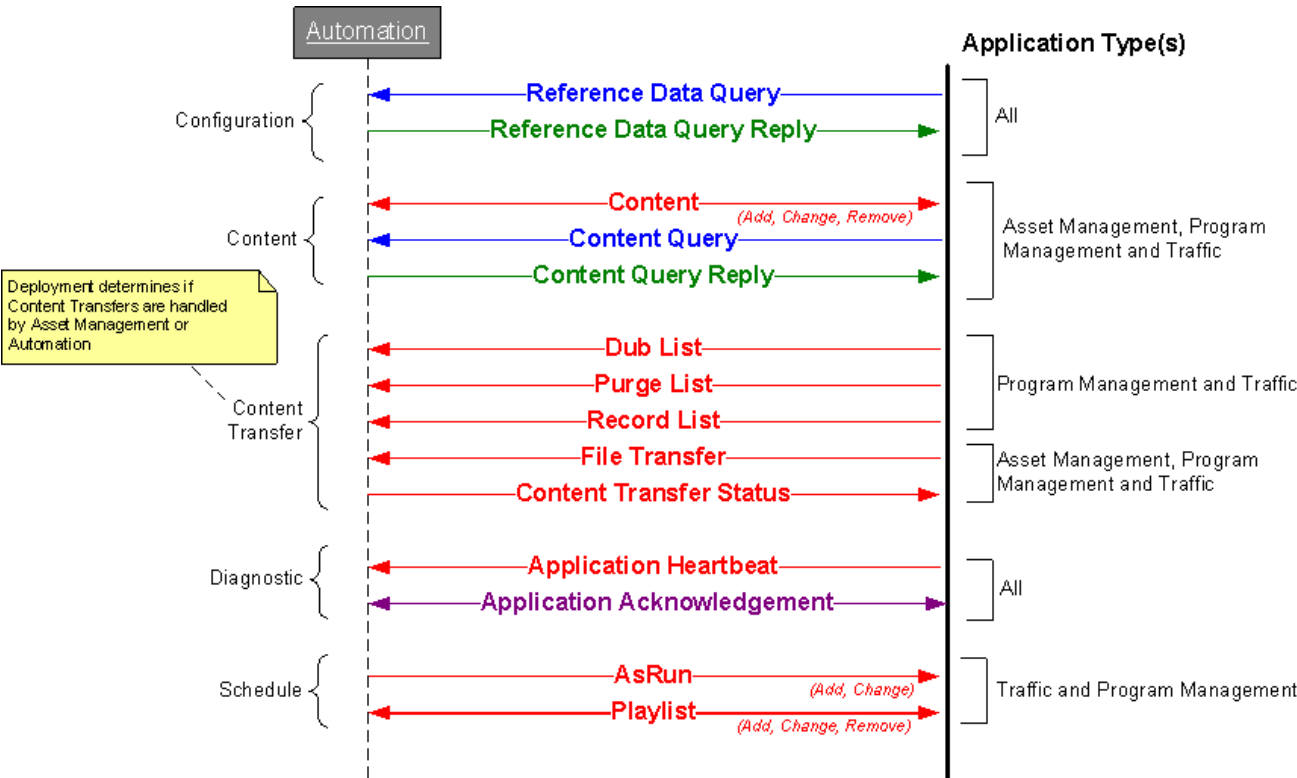 Automation
Application Type(s)
Configuration
Reference Data Query
Reference Data Query Reply
All
Content
Content
(Add, Change, Remove)
Content Query
Content Query Reply
Asset Management, Program
Management and Traffic
Deployment determines if
Content Transfers are handled
by Asset Management or
Automation
Content
Transfer
Dub List
Purge List
Record List
File Transfer
Content Transfer Status
Program Management and Traffic
Asset Management, Program
Management and Traffic
Diagnostic
Application Heartbeat
Application Acknowledgement
All
Schedule
AsRun
(Add, Change)
Playlist
(Add, Change, Remove)
Traffic and Program Management